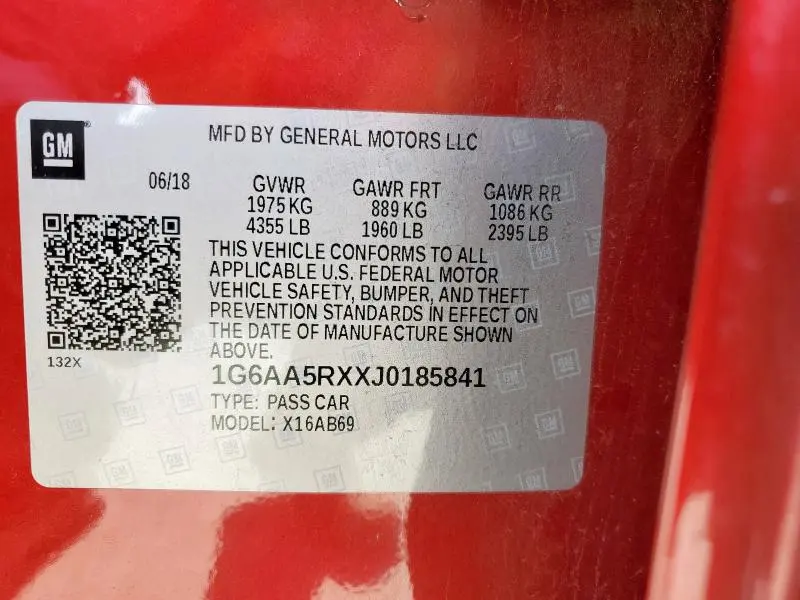 GM
MFD BY GENERAL MOTORS LLC
06/18
GVWR GAWR FRT GAWR RR
1975 KG 889 KG 1086 KG
4355 LB 1960 LB 2395 LB
THIS VEHICLE CONFORMS TO ALL
APPLICABLE U.S. FEDERAL MOTOR
VEHICLE SAFETY, BUMPER, AND THEFT
PREVENTION STANDARDS IN EFFECT ON
THE DATE OF MANUFACTURE SHOWN
ABOVE.
132X
1G6AA5RXXJ0185841
TYPE: PASS CAR
MODEL: X16AB69